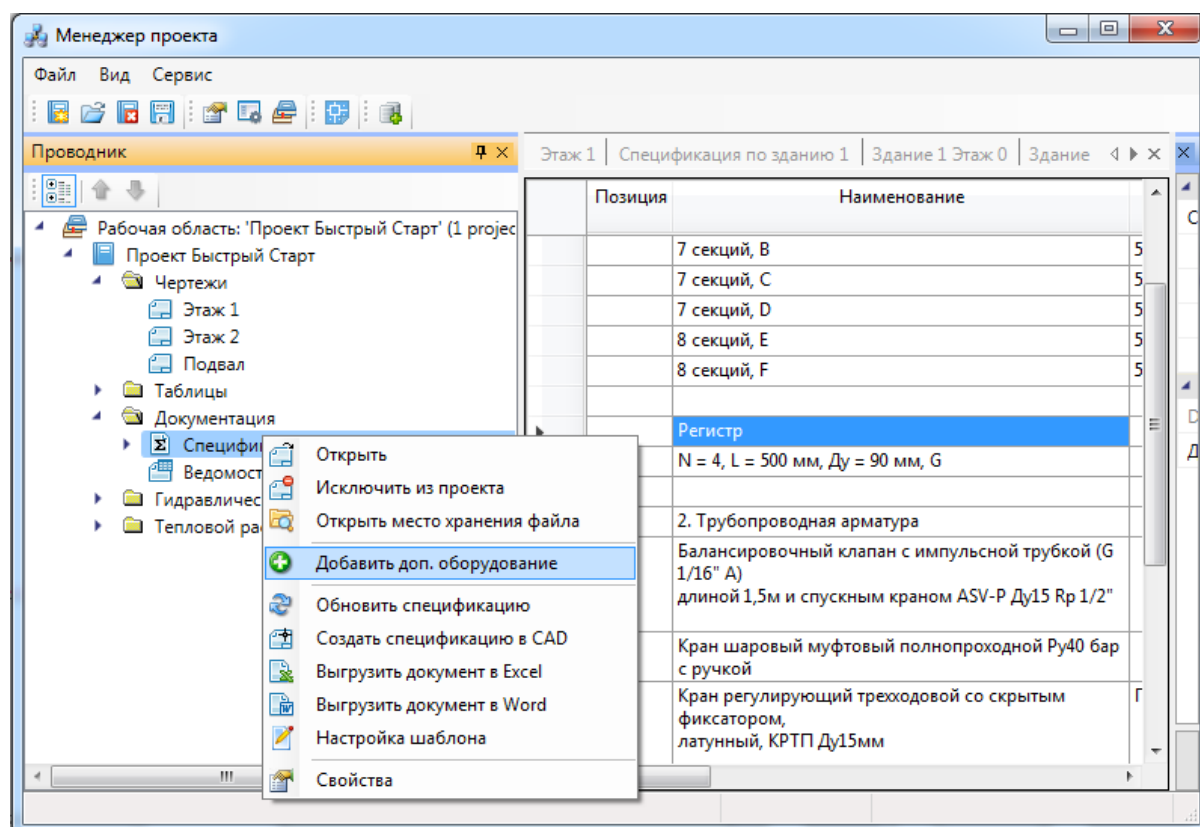 Менеджер проекта
Файл Вид Сервис
Проводник
Рабочая область: 'Проект Быстрый Старт' (1 projec
Проект Быстрый Старт
Чертежи
Этаж 1
Этаж 2
Подвал
Таблицы
Документация
Специфи
Ведомост
Гидравличес
Тепловой ра
Открыть
Исключить из проекта
Открыть место хранения файла
Добавить доп. оборудование
Обновить спецификацию
Создать спецификацию в CAD
Выгрузить документ в Excel
Выгрузить документ в Word
Настройка шаблона
Свойства
Этаж 1 Спецификация по зданию 1 Здание 1 Этаж 0 Здание
Позиция Наименование
7 секций, B 5
7 секций, C 5
7 секций, D 5
8 секций, E 5
8 секций, F 5
Регистр
N = 4, L = 500 мм, Ду = 90 мм, G
2. Трубопроводная арматура
Балансировочный клапан с импульсной трубкой (G
1/16" A)
длиной 1,5м и спускным краном ASV-P Ду15 Rp 1/2"
Кран шаровый муфтовый полнопроходной Ру40 бар
с ручкой
Кран регулирующий трехходовой со скрытым
фиксатором,
латунный, КРТП Ду15мм